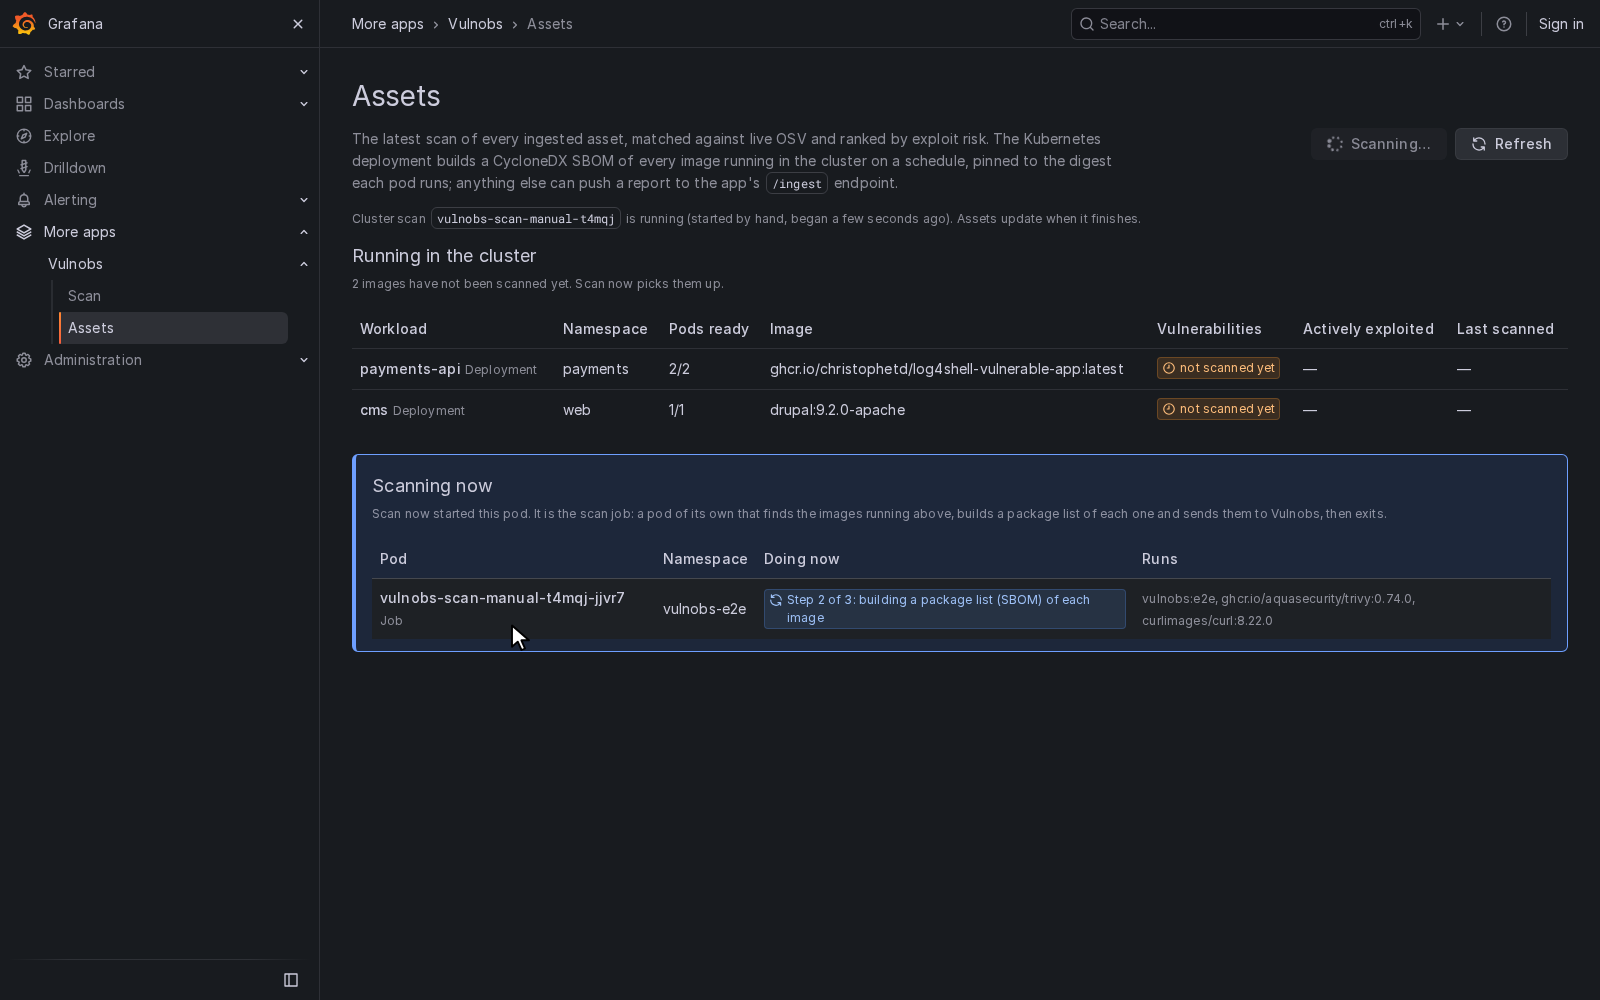 Grafana
More apps › Vulnobs › Assets
Search...
ctrl+k
Sign in
Starred
Dashboards
Explore
Drilldown
Alerting
More apps
Vulnobs
Scan
Assets
Administration
Assets
The latest scan of every ingested asset, matched against live OSV and ranked by exploit risk. The Kubernetes
deployment builds a CycloneDX SBOM of every image running in the cluster on a schedule, pinned to the digest
each pod runs; anything else can push a report to the app's /ingest endpoint.
Scanning...
Refresh
Cluster scan vulnobs-scan-manual-t4mqj is running (started by hand, began a few seconds ago). Assets update when it finishes.
Running in the cluster
2 images have not been scanned yet. Scan now picks them up.
Workload Namespace Pods ready Image Vulnerabilities Actively exploited Last scanned
payments-api Deployment payments 2/2 ghcr.io/christophetd/log4shell-vulnerable-app:latest not scanned yet — —
cms Deployment web 1/1 drupal:9.2.0-apache not scanned yet — —
Scanning now
Scan now started this pod. It is the scan job: a pod of its own that finds the images running above, builds a package list of each one and sends them to Vulnobs, then exits.
Pod Namespace Doing now Runs
vulnobs-scan-manual-t4mqj-jjvr7
Job
vulnobs-e2e
Step 2 of 3: building a package list (SBOM) of each
image
vulnobs:e2e, ghcr.io/aquasecurity/trivy:0.74.0,
curlimages/curl:8.22.0